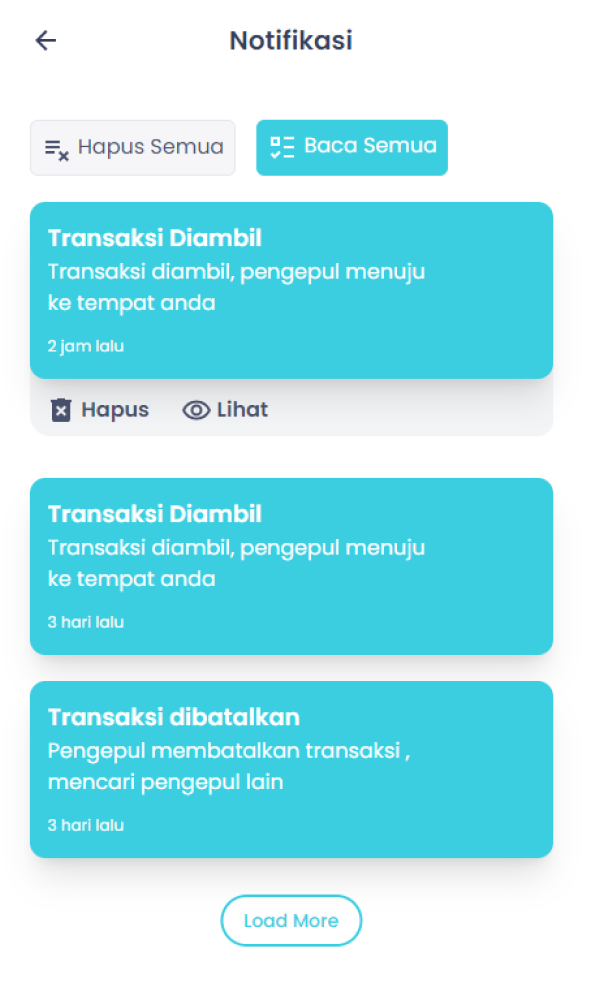 Notifikasi
Hapus Semua
Baca Semua
Transaksi Diambil
Transaksi diambil, pengepul menuju
ke tempat anda
2 jam lalu
Hapus
Lihat
Transaksi Diambil
Transaksi diambil, pengepul menuju
ke tempat anda
3 hari lalu
Transaksi dibatalkan
Pengepul membatalkan transaksi ,
mencari pengepul lain
3 hari lalu
Load More